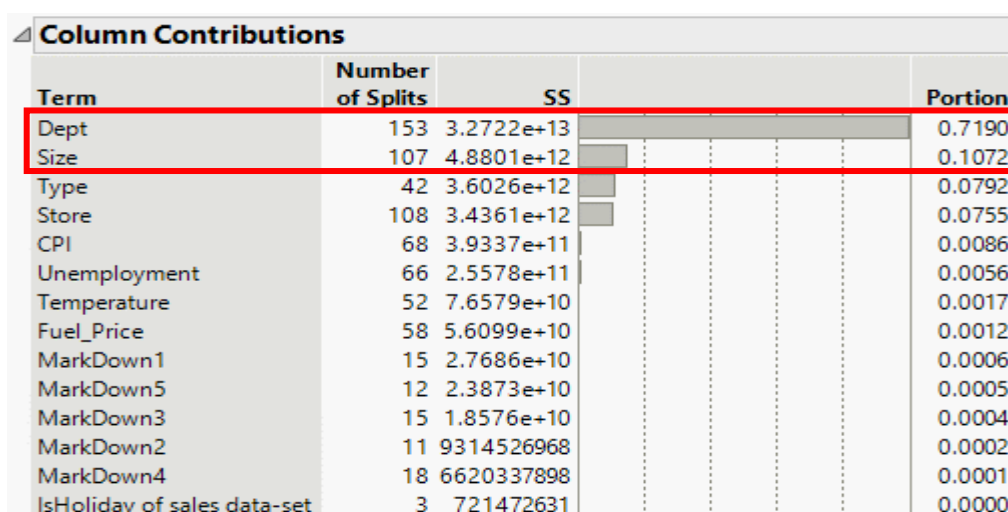 Column Contributions
Number
Term of Splits SS Portion
Dept 153 3.2722e+13 0.7190
Size 107 4.8801e+12 0.1072
Type 42 3.6026e+12 0.0792
Store 108 3.4361e+12 0.0755
CPI 68 3.9337e+11 0.0086
Unemployment 66 2.5578e+11 0.0056
Temperature 52 7.6579e+10 0.0017
Fuel_Price 58 5.6099e+10 0.0012
MarkDown1 15 2.7686e+10 0.0006
MarkDown5 12 2.3873e+10 0.0005
MarkDown3 15 1.8576e+10 0.0004
MarkDown2 11 9314526968 0.0002
MarkDown4 18 6620337898 0.0001
IsHoliday of sales data-set 3 721472631 0.0000